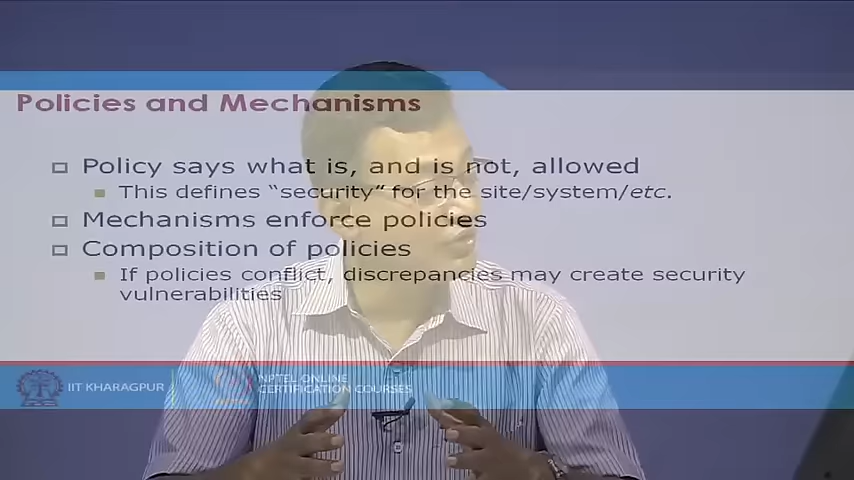 Policies and Mechanisms
Policy says what is, and is not, allowed
This defines “security” for the site/system/etc.
Mechanisms enforce policies
Composition of policies
If policies conflict, discrepancies may create security
vulnerabilities
IIT KHARAGPUR
NPTEL ONLINE
CERTIFICATION COURSES